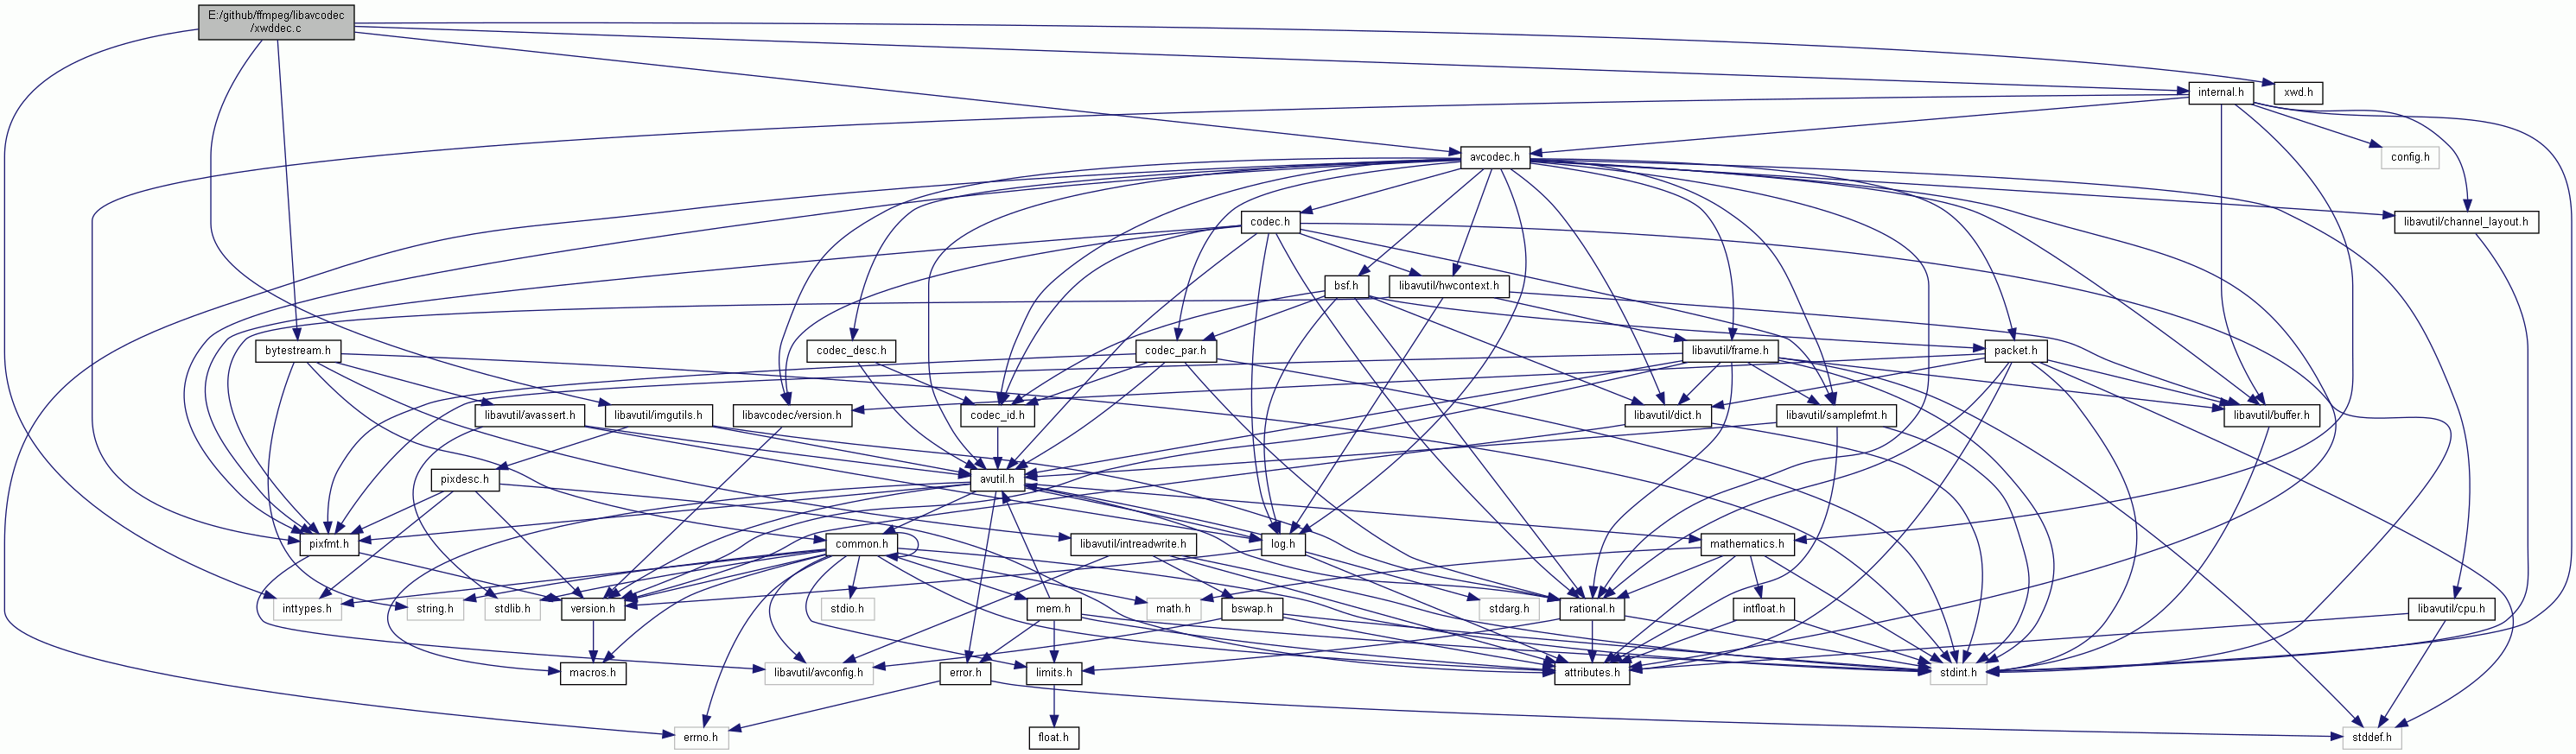 E:/github/ffmpeg/libavcodec
/xwddec.c
internal.h
xwd.h
avcodec.h
config.h
codec.h
libavutil/channel_layout.h
bsf.h
libavutil/hwcontext.h
bytestream.h
codec_desc.h
codec_par.h
libavutil/frame.h
packet.h
libavutil/avassert.h
libavutil/imgutils.h
libavcodec/version.h
codec_id.h
libavutil/dict.h
libavutil/samplefmt.h
libavutil/buffer.h
pixdesc.h
avutil.h
pixfmt.h
common.h
libavutil/intreadwrite.h
log.h
mathematics.h
inttypes.h
string.h
stdlib.h
version.h
stdio.h
mem.h
math.h
bswap.h
stdarg.h
rational.h
intfloat.h
libavutil/cpu.h
macros.h
libavutil/avconfig.h
error.h
limits.h
attributes.h
stdint.h
errno.h
float.h
stddef.h